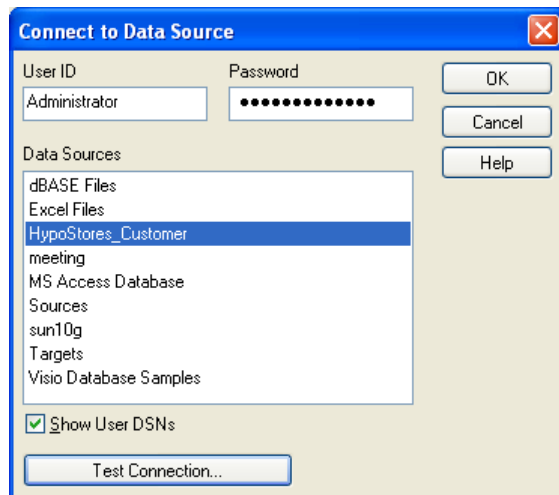 Connect to Data Source
User ID
Password
OK
Administrator
●●●●●●●●●●●●●
Cancel
Data Sources
Help
dBASE Files
Excel Files
HypoStores_Customer
meeting
MS Access Database
Sources
sun10g
Targets
Visio Database Samples
Show User DSNs
Test Connection...